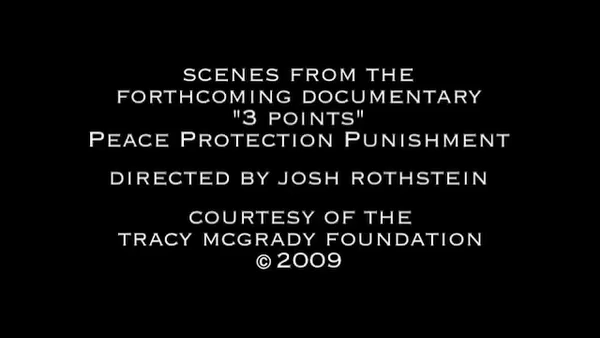 SCENES FROM THE
FORTHCOMING DOCUMENTARY
"3 POINTS"
PEACE PROTECTION PUNISHMENT
DIRECTED BY JOSH ROTHSTEIN
COURTESY OF THE
TRACY MCGRADY FOUNDATION
© 2009